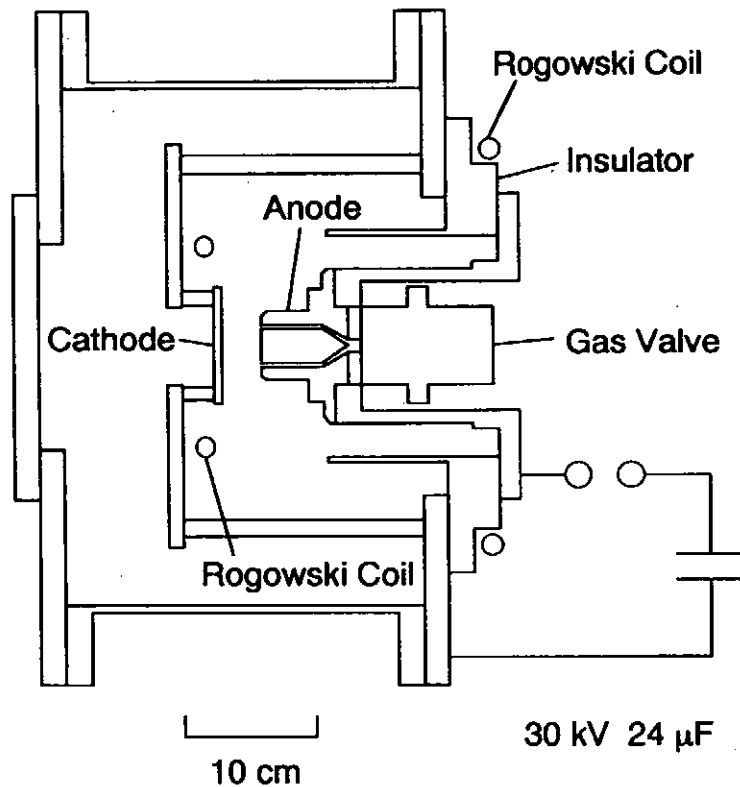 Rogowski Coil
Insulator
Anode
Cathode
Gas Valve
Rogowski Coil
10 cm
30 kV 24 μF